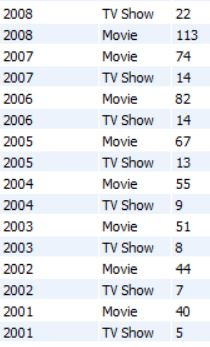 2008 TV Show 22
2008 Movie 113
2007 Movie 74
2007 TV Show 14
2006 Movie 82
2006 TV Show 14
2005 Movie 67
2005 TV Show 13
2004 Movie 55
2004 TV Show 9
2003 Movie 51
2003 TV Show 8
2002 Movie 44
2002 TV Show 7
2001 Movie 40
2001 TV Show 5